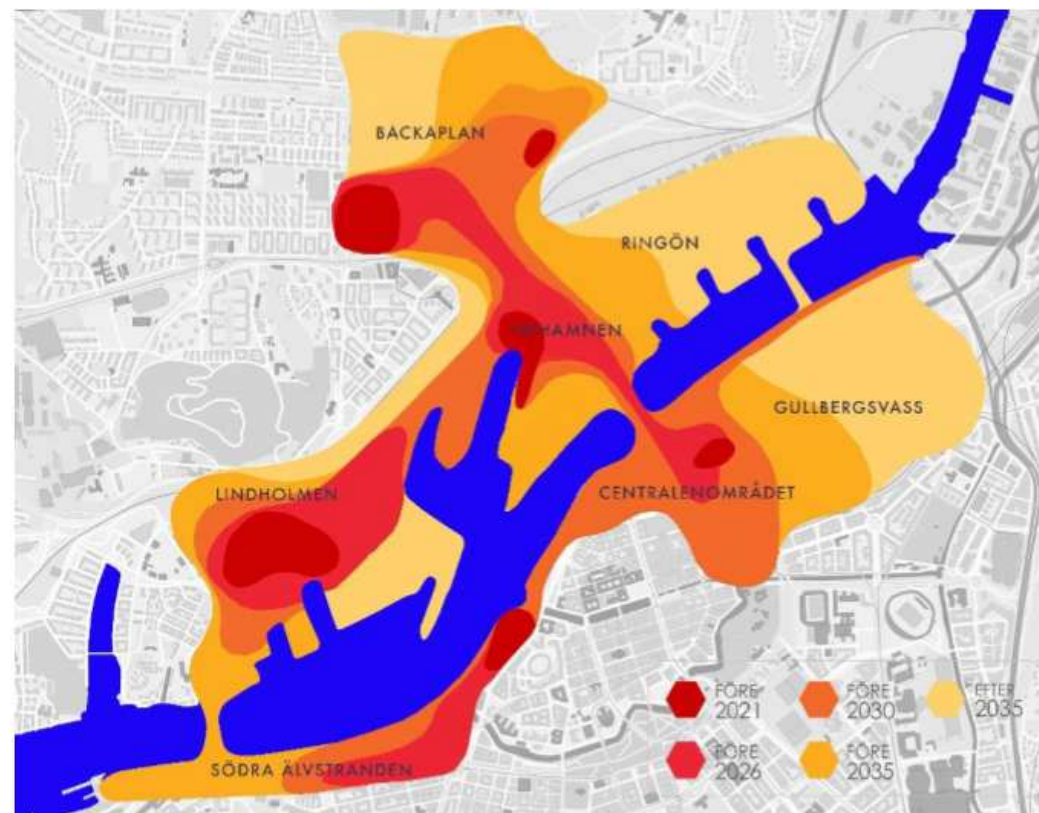 BACKAPLAN
RINGÖN
FRIHAMNEN
GULLBERGSVASS
LINDHOLMEN
CENTRALENOMRÅDET
SÖDRA ÄLVSTRANDEN
FÖRE
2021
FÖRE
2030
EFTER
2035
FÖRE
2026
FÖRE
2035